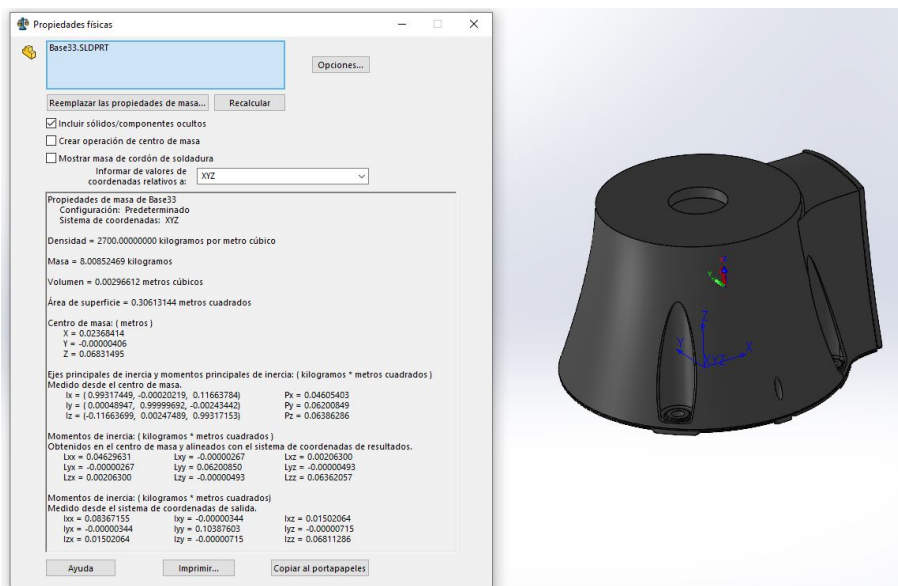 Propiedades físicas
Base33.SLDPRT
Opciones...
Reemplazar las propiedades de masa... Recalcular
Incluir sólidos/componentes ocultos
Crear operación de centro de masa
Mostrar masa de cordón de soldadura
Informar de valores de
coordenadas relativos a: XYZ
Propiedades de masa de Base33
Configuración: Predeterminado
Sistema de coordenadas: XYZ
Densidad = 2700.00000000 kilogramos por metro cúbico
Masa = 8.00852469 kilogramos
Volumen = 0.00296612 metros cúbicos
Área de superficie = 0.30613144 metros cuadrados
Centro de masa: ( metros )
X = 0.02368414
Y = -0.00000406
Z = 0.06831495
Ejes principales de inercia y momentos principales de inercia: ( kilogramos * metros cuadrados )
Medido desde el centro de masa.
Ix = ( 0.99317449, -0.00020219, 0.11663784) Px = 0.04605403
Iy = ( 0.00048947, 0.99999692, -0.00243442) Py = 0.06200849
Iz = (-0.11663699, 0.00247489, 0.99317153) Pz = 0.06386286
Momentos de inercia: ( kilogramos * metros cuadrados )
Obtenidos en el centro de masa y alineados con el sistema de coordenadas de resultados.
Lxx = 0.04629631 Lxy = -0.00000267 Lxz = 0.00206300
Lyx = -0.00000267 Lyy = 0.06200850 Lyz = -0.00000493
Lzx = 0.00206300 Lzy = -0.00000493 Lzz = 0.06362057
Momentos de inercia: ( kilogramos * metros cuadrados)
Medido desde el sistema de coordenadas de salida.
Ixx = 0.08367155 Ixy = -0.00000344 Ixz = 0.01502064
Iyx = -0.00000344 Iyy = 0.10387603 Iyz = -0.00000715
Izx = 0.01502064 Izy = -0.00000715 Izz = 0.06811286
Ayuda Imprimir... Copiar al portapapeles
Y
Z
Y X
XYZ